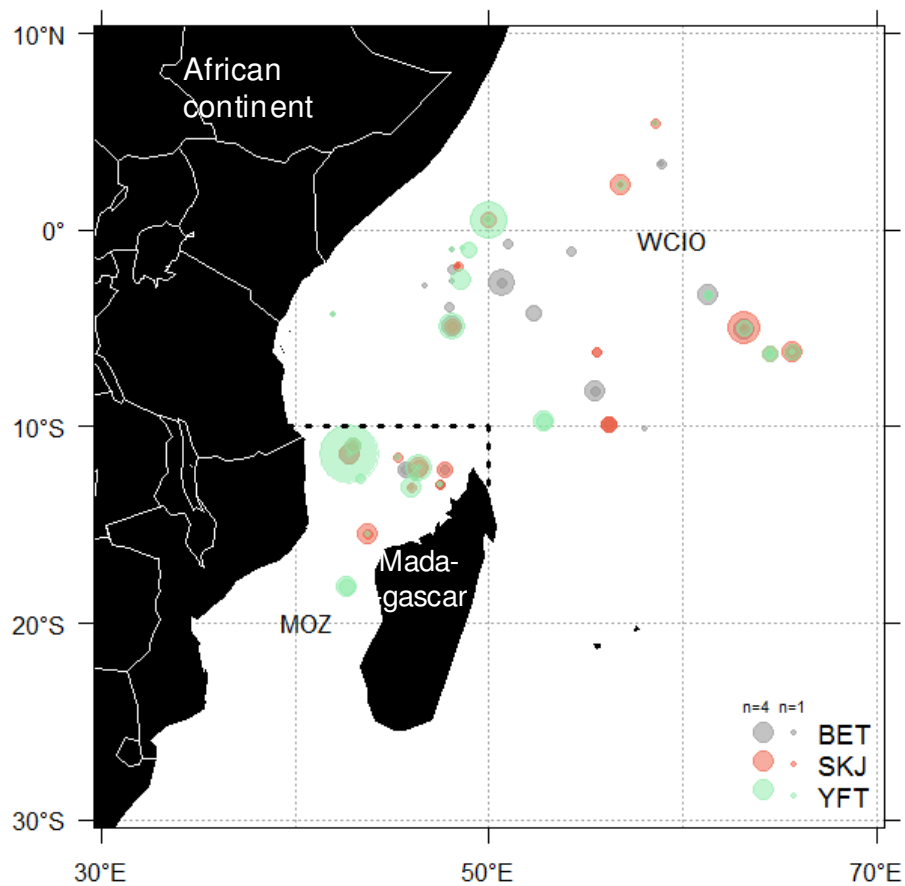 10°N
African
continent
0°
WCIO
10°S
Mada-
-gascar
MOZ
20°S
n=4 n=1
BET
SKJ
YFT
30°S
30°E 50°E 70°E